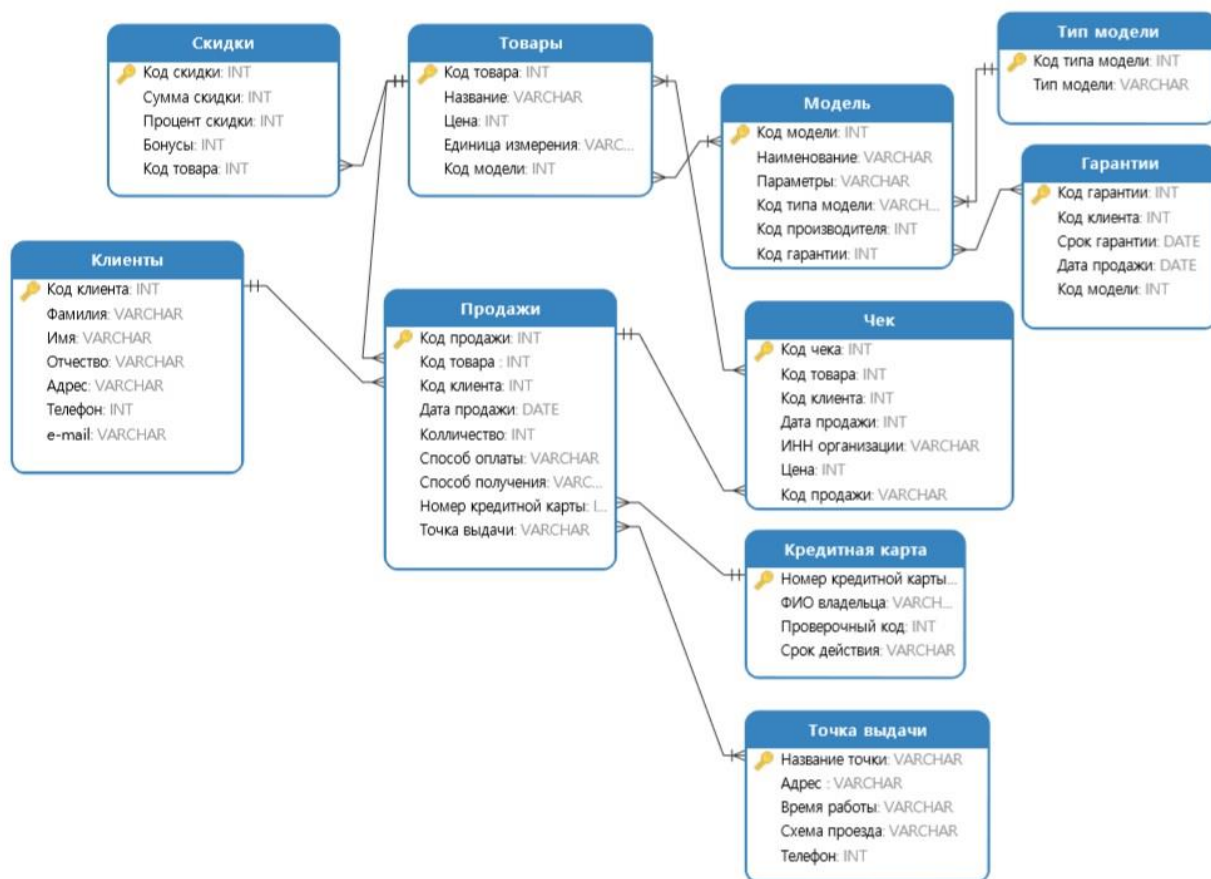 Скидки
Код скидки: INT
Сумма скидки: INT
Процент скидки: INT
Бонусы: INT
Код товара: INT
Товары
Код товара: INT
Название: VARCHAR
Цена: INT
Единица измерения: VARC...
Код модели: INT
Модель
Код модели: INT
Наименование: VARCHAR
Параметры: VARCHAR
Код типа модели: VARCH...
Код производителя: INT
Код гарантии: INT
Тип модели
Код типа модели: INT
Тип модели: VARCHAR
Гарантии
Код гарантии: INT
Код клиента: INT
Срок гарантии: DATE
Дата продажи: DATE
Код модели: INT
Клиенты
Код клиента: INT
Фамилия: VARCHAR
Имя: VARCHAR
Отчество: VARCHAR
Адрес: VARCHAR
Телефон: INT
e-mail: VARCHAR
Продажи
Код продажи: INT
Код товара : INT
Код клиента: INT
Дата продажи: DATE
Колличество: INT
Способ оплаты: VARCHAR
Способ получения: VARC...
Номер кредитной карты: I...
Точка выдачи: VARCHAR
Чек
Код чека: INT
Код товара: INT
Код клиента: INT
Дата продажи: INT
ИНН организации: VARCHAR
Цена: INT
Код продажи: VARCHAR
Кредитная карта
Номер кредитной карты...
ФИО владельца: VARCH...
Проверочный код: INT
Срок действия: VARCHAR
Точка выдачи
Название точки: VARCHAR
Адрес : VARCHAR
Время работы: VARCHAR
Схема проезда: VARCHAR
Телефон: INT